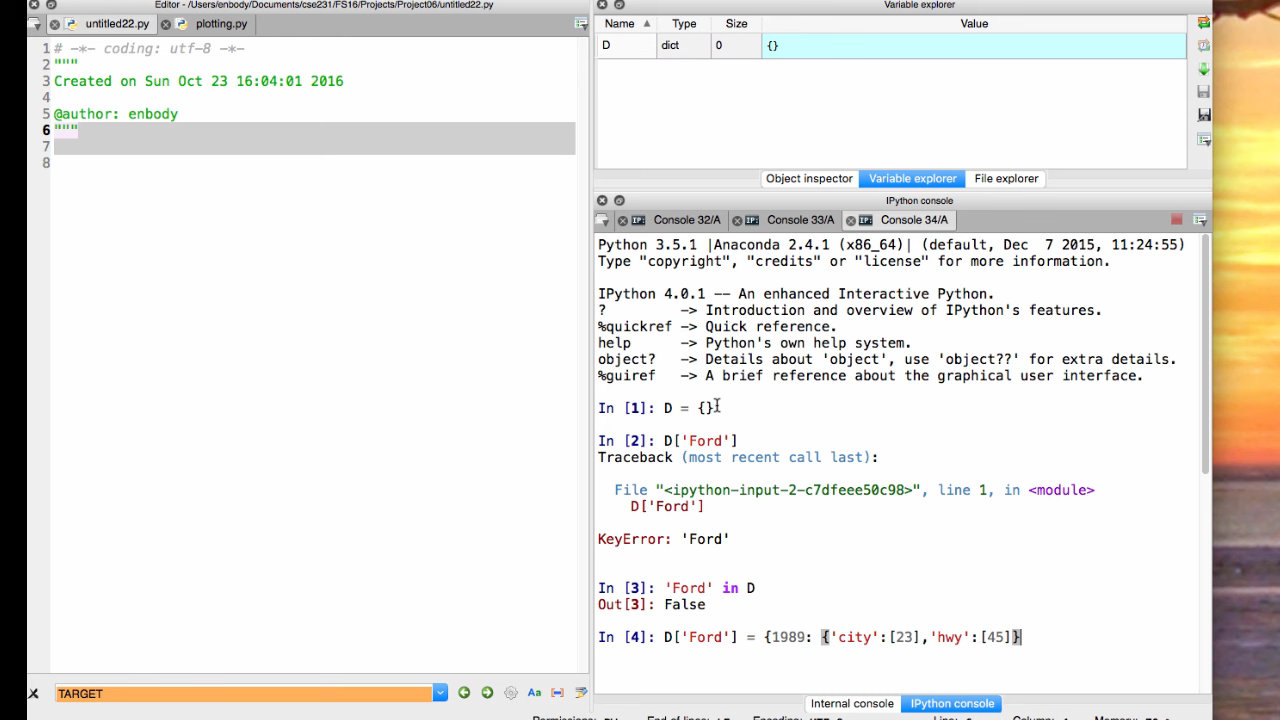 Editor - /Users/enbody/cse231/FS16/Projects/Project06/untitled22.py
untitled22.py plotting.py
1 # -*- coding: utf-8 -*-
2 """
3 Created on Sun Oct 23 16:04:01 2016
4
5 @author: enbody
6 """
7
8
TARGET
Aa
Variable explorer
Name Type Size Value
D dict 0 {}
Object inspector Variable explorer File explorer
IPython console
Console 32/A Console 33/A Console 34/A
Python 3.5.1 |Anaconda 2.4.1 (x86_64)| (default, Dec 7 2015, 11:24:55)
Type "copyright", "credits" or "license" for more information.
IPython 4.0.1 -- An enhanced Interactive Python.
? -> Introduction and overview of IPython's features.
%quickref -> Quick reference.
help -> Python's own help system.
object? -> Details about 'object', use 'object??' for extra details.
%guiref -> A brief reference about the graphical user interface.
In [1]: D = {}
In [2]: D['Ford']
Traceback (most recent call last):
File "<ipython-input-2-c7dfeee50c98>", line 1, in <module>
D['Ford']
KeyError: 'Ford'
In [3]: 'Ford' in D
Out[3]: False
In [4]: D['Ford'] = {1989: {'city':[23],'hwy':[45]}
Internal console IPython console